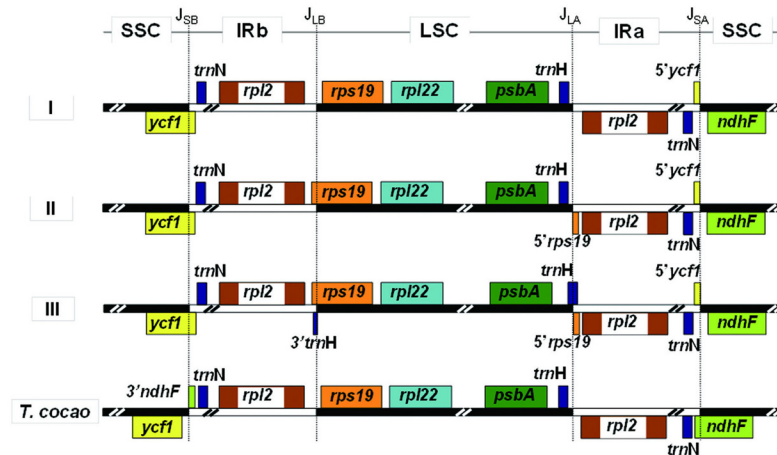 JSB JLB JLA JSA
SSC IRb LSC IRa SSC
trnN trnH 5'ycf1
rpl2 rps19 rpl22 psbA
I
ycf1 rpl2 ndhF
trnN
trnN trnH 5'ycf1
rpl2 rps19 rpl22 psbA
II
ycf1 rpl2 ndhF
5'rps19 trnN
trnN trnH 5'ycf1
rpl2 rps19 rpl22 psbA
III
ycf1 rpl2 ndhF
3'trnH 5'rps19 trnN
3'ndhF trnN trnH
rpl2 rps19 rpl22 psbA
T. cocao
ycf1 rpl2 ndhF
trnN